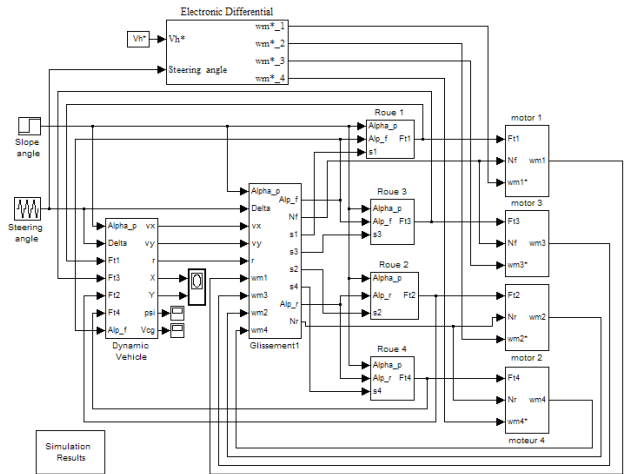 Electronic Differential
Vh*
Vh*
Steering angle
wm*_1
wm*_2
wm*_3
wm*_4
Slope
angle
Steering
angle
Alpha_p
Delta
Ft1
Ft3
Ft2
Ft4
Alp_f
vx
vy
r
X
Y
psi
Vcg
Dynamic
Vehicle
Alpha_p
Delta
vx
vy
r
wm1
wm3
wm2
wm4
Alp_f
Nf
s1
s3
s2
s4
Alp_r
Nr
Glissement1
Roue 1
Alpha_p
Alp_f
s1
Ft1
Roue 3
Alpha_p
Alp_f
s3
Ft3
Roue 2
Alpha_p
Alp_r
s2
Ft2
Roue 4
Alpha_p
Alp_r
s4
Ft4
motor 1
Ft1
Nf
wm1*
wm1
motor 3
Ft3
Nf
wm3*
wm3
Ft2
Nr
wm2*
wm2
motor 2
Ft4
Nr
wm4*
wm4
moteur 4
Simulation
Results